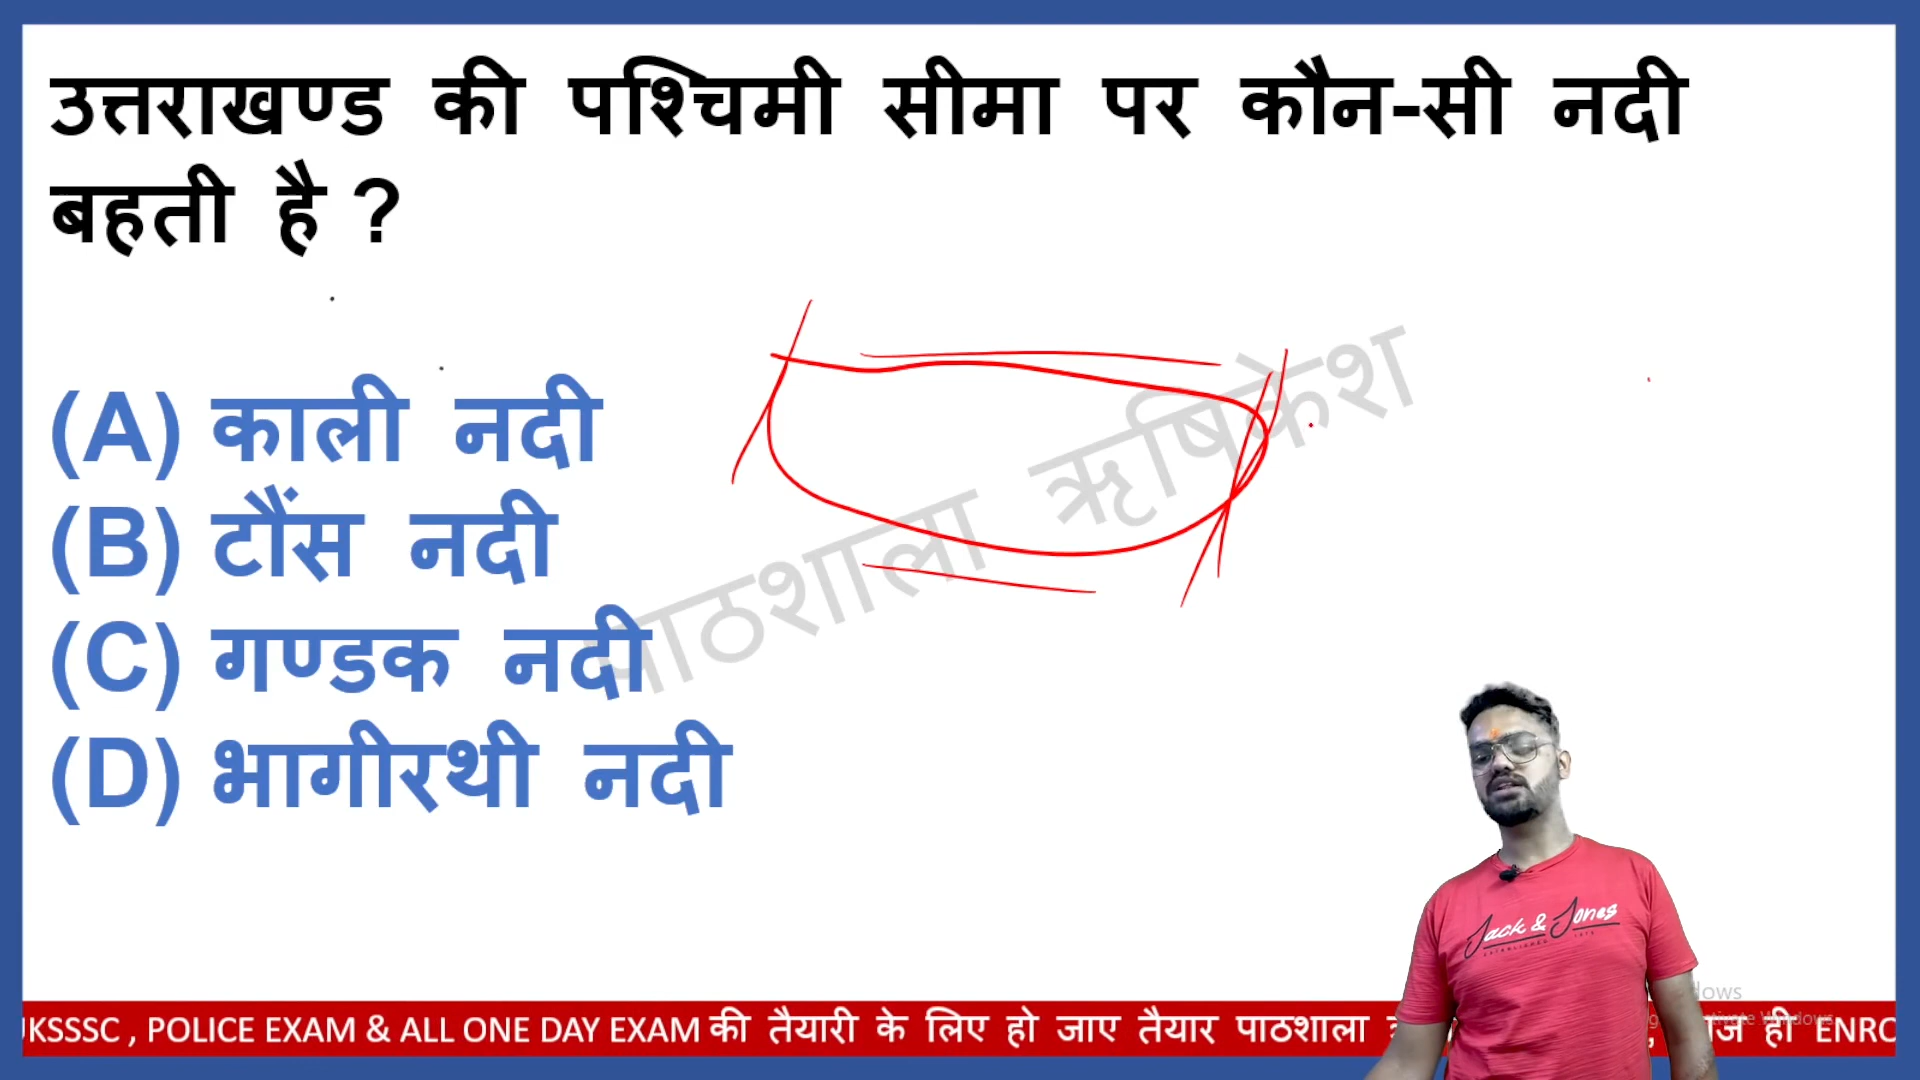 उत्तराखण्ड की पश्चिमी सीमा पर कौन-सी नदी
बहती है ?
(A) काली नदी
(B) टौंस नदी
(C) गण्डक नदी
(D) भागीरथी नदी
पाठशाला ऋषिकेश
Jack & Jones
JKSSSC , POLICE EXAM & ALL ONE DAY EXAM की तैयारी के लिए हो जाए तैयार पाठशाला
ही ENRO